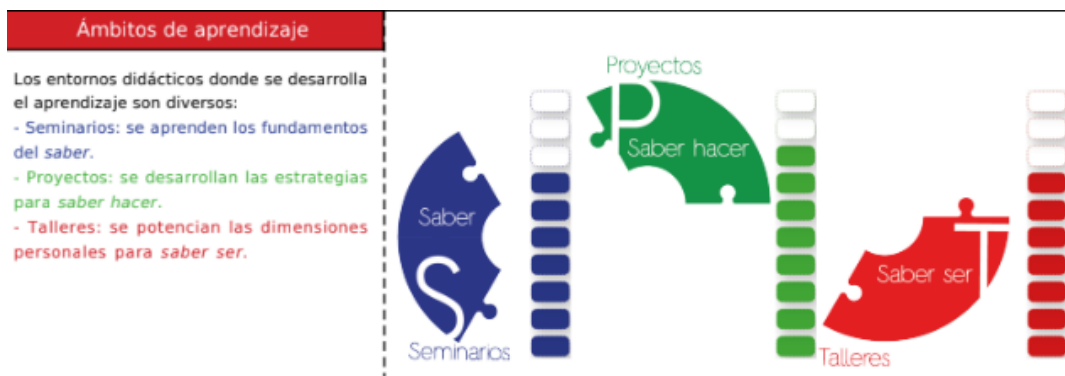 Ámbitos de aprendizaje
Los entornos didácticos donde se desarrolla
el aprendizaje son diversos:
- Seminarios: se aprenden los fundamentos
del saber.
- Proyectos: se desarrollan las estrategias
para saber hacer.
- Talleres: se potencian las dimensiones
personales para saber ser.
Saber
S
Seminarios
Proyectos
P
Saber hacer
Saber ser
T
Talleres